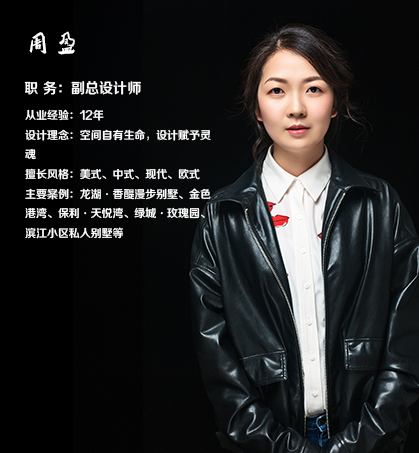 周盈
职 务：副总设计师
从业经验：12年
设计理念：空间自有生命，设计赋予灵
魂
擅长风格：美式、中式、现代、欧式
主要案例：龙湖·香醍漫步别墅、金色
港湾、保利·天悦湾、绿城·玫瑰园、
滨江小区私人别墅等